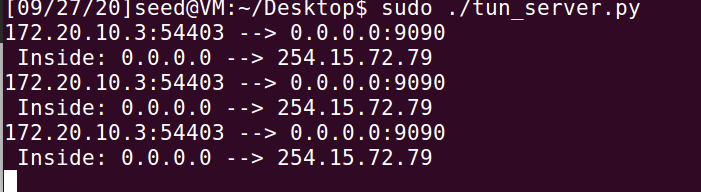 [09/27/20]seed@VM:~/Desktop$ sudo ./tun_server.py
172.20.10.3:54403 --> 0.0.0.0:9090
 Inside: 0.0.0.0 --> 254.15.72.79
172.20.10.3:54403 --> 0.0.0.0:9090
 Inside: 0.0.0.0 --> 254.15.72.79
172.20.10.3:54403 --> 0.0.0.0:9090
 Inside: 0.0.0.0 --> 254.15.72.79